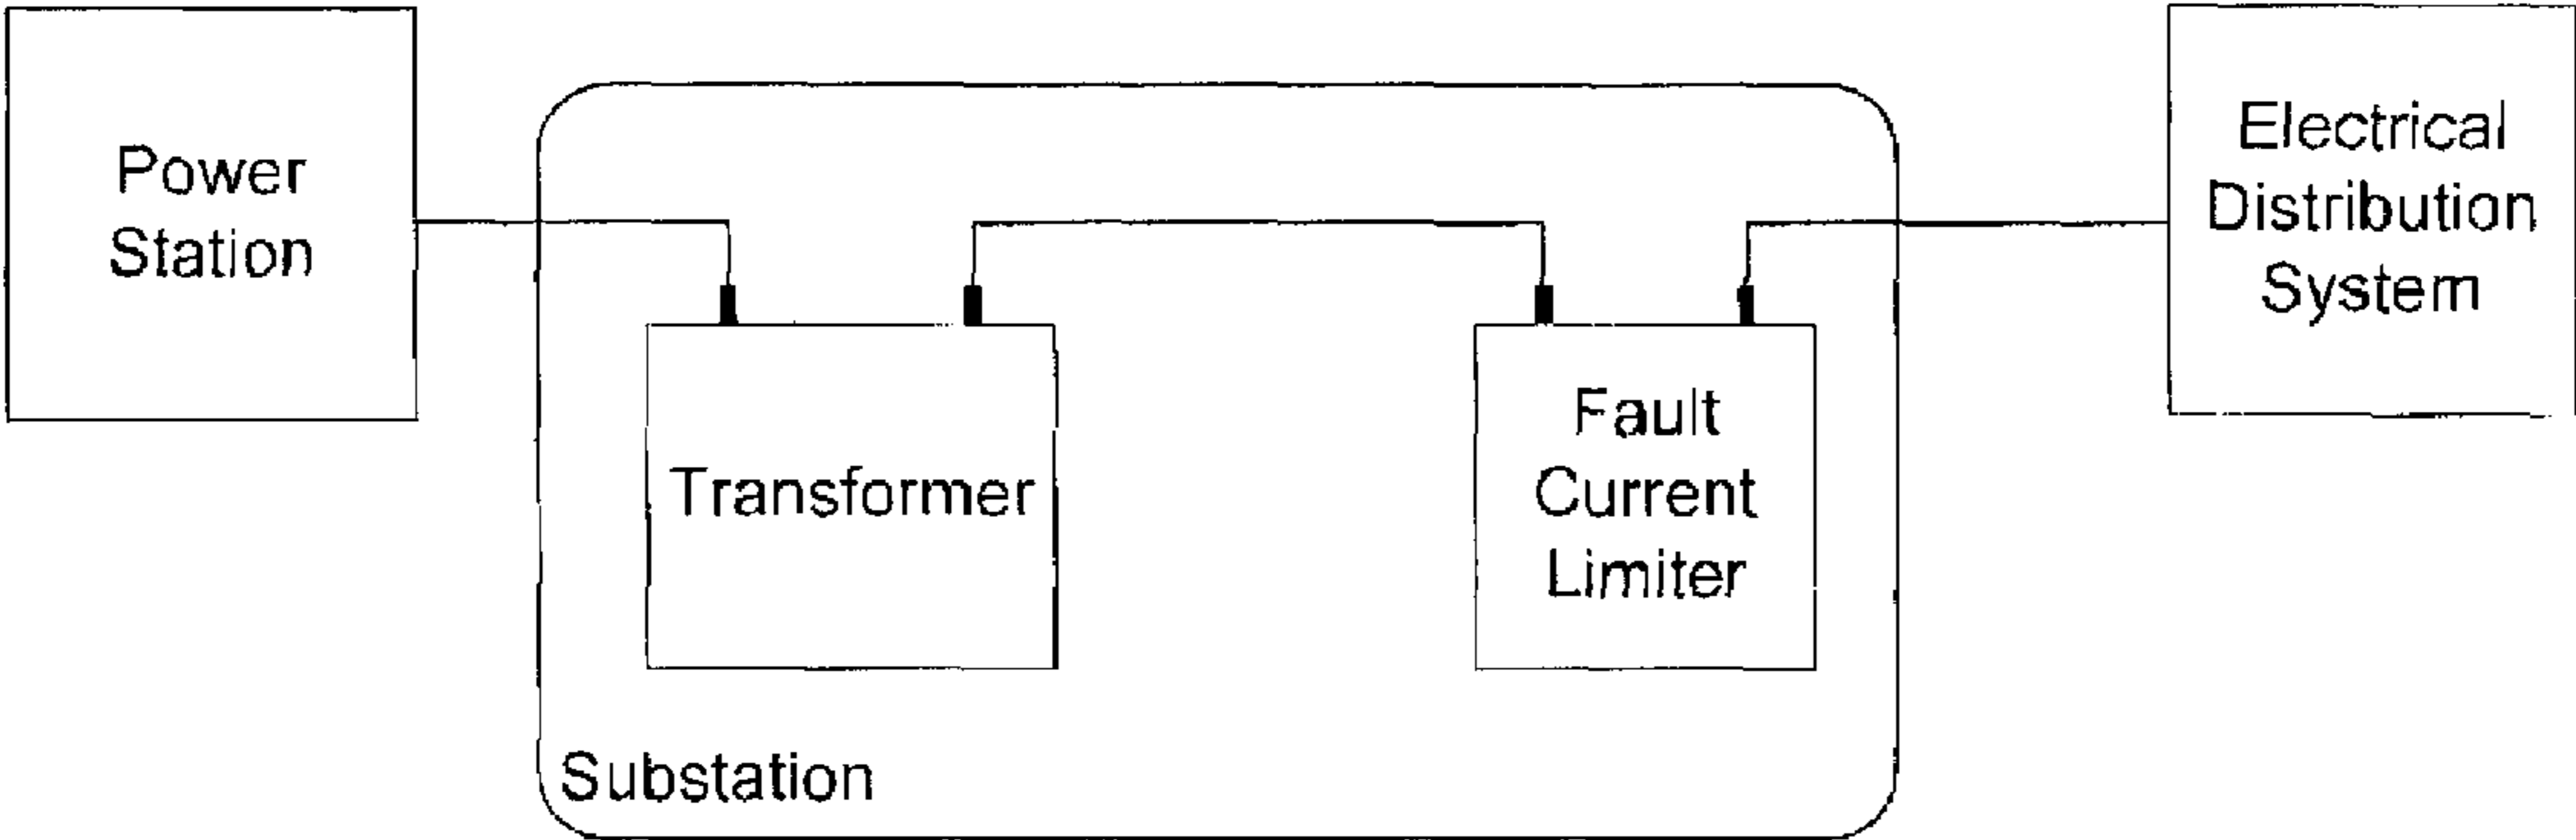 Power
Station
Transformer
Fault
Current
Limiter
Substation
Electrical
Distribution
System